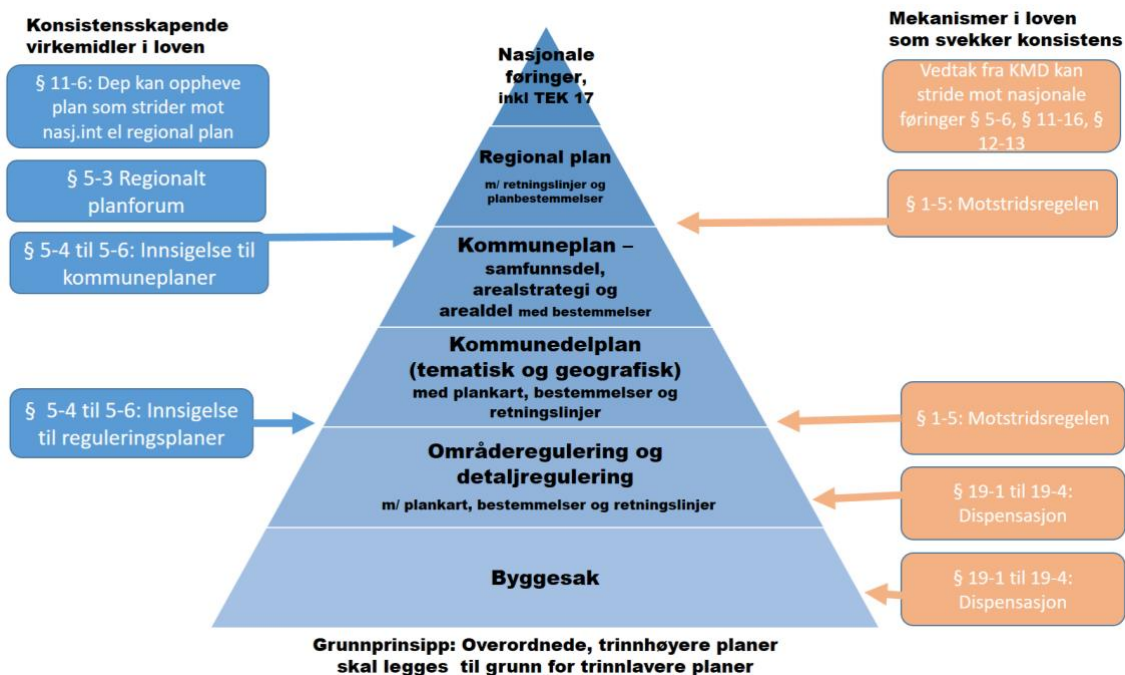 Konsistensskapende
virkemidler i loven
§ 11-6: Dep kan oppheve
plan som strider mot
nasj.int el regional plan
§ 5-3 Regionalt
planforum
§ 5-4 til 5-6: Innsigelse til
kommuneplaner
§ 5-4 til 5-6: Innsigelse
til reguleringsplaner
Nasjonale
føringer,
inkl TEK 17
Regional plan
m/ retningslinjer og
planbestemmelser
Kommuneplan –
samfunnsdel,
arealstrategi og
arealdel med bestemmelser
Kommunedelplan
(tematisk og geografisk)
med plankart, bestemmelser og
retningslinjer
Områderegulering og
detaljregulering
m/ plankart, bestemmelser og retningslinjer
Byggesak
Mekanismer i loven
som svekker konsistens
Vedtak fra KMD kan
stride mot nasjonale
føringer § 5-6, § 11-16, §
12-13
§ 1-5: Motstridsregelen
§ 1-5: Motstridsregelen
§ 19-1 til 19-4:
Dispensasjon
§ 19-1 til 19-4:
Dispensasjon
Grunnprinsipp: Overordnede, trinnhøyere planer
skal legges til grunn for trinnlavere planer